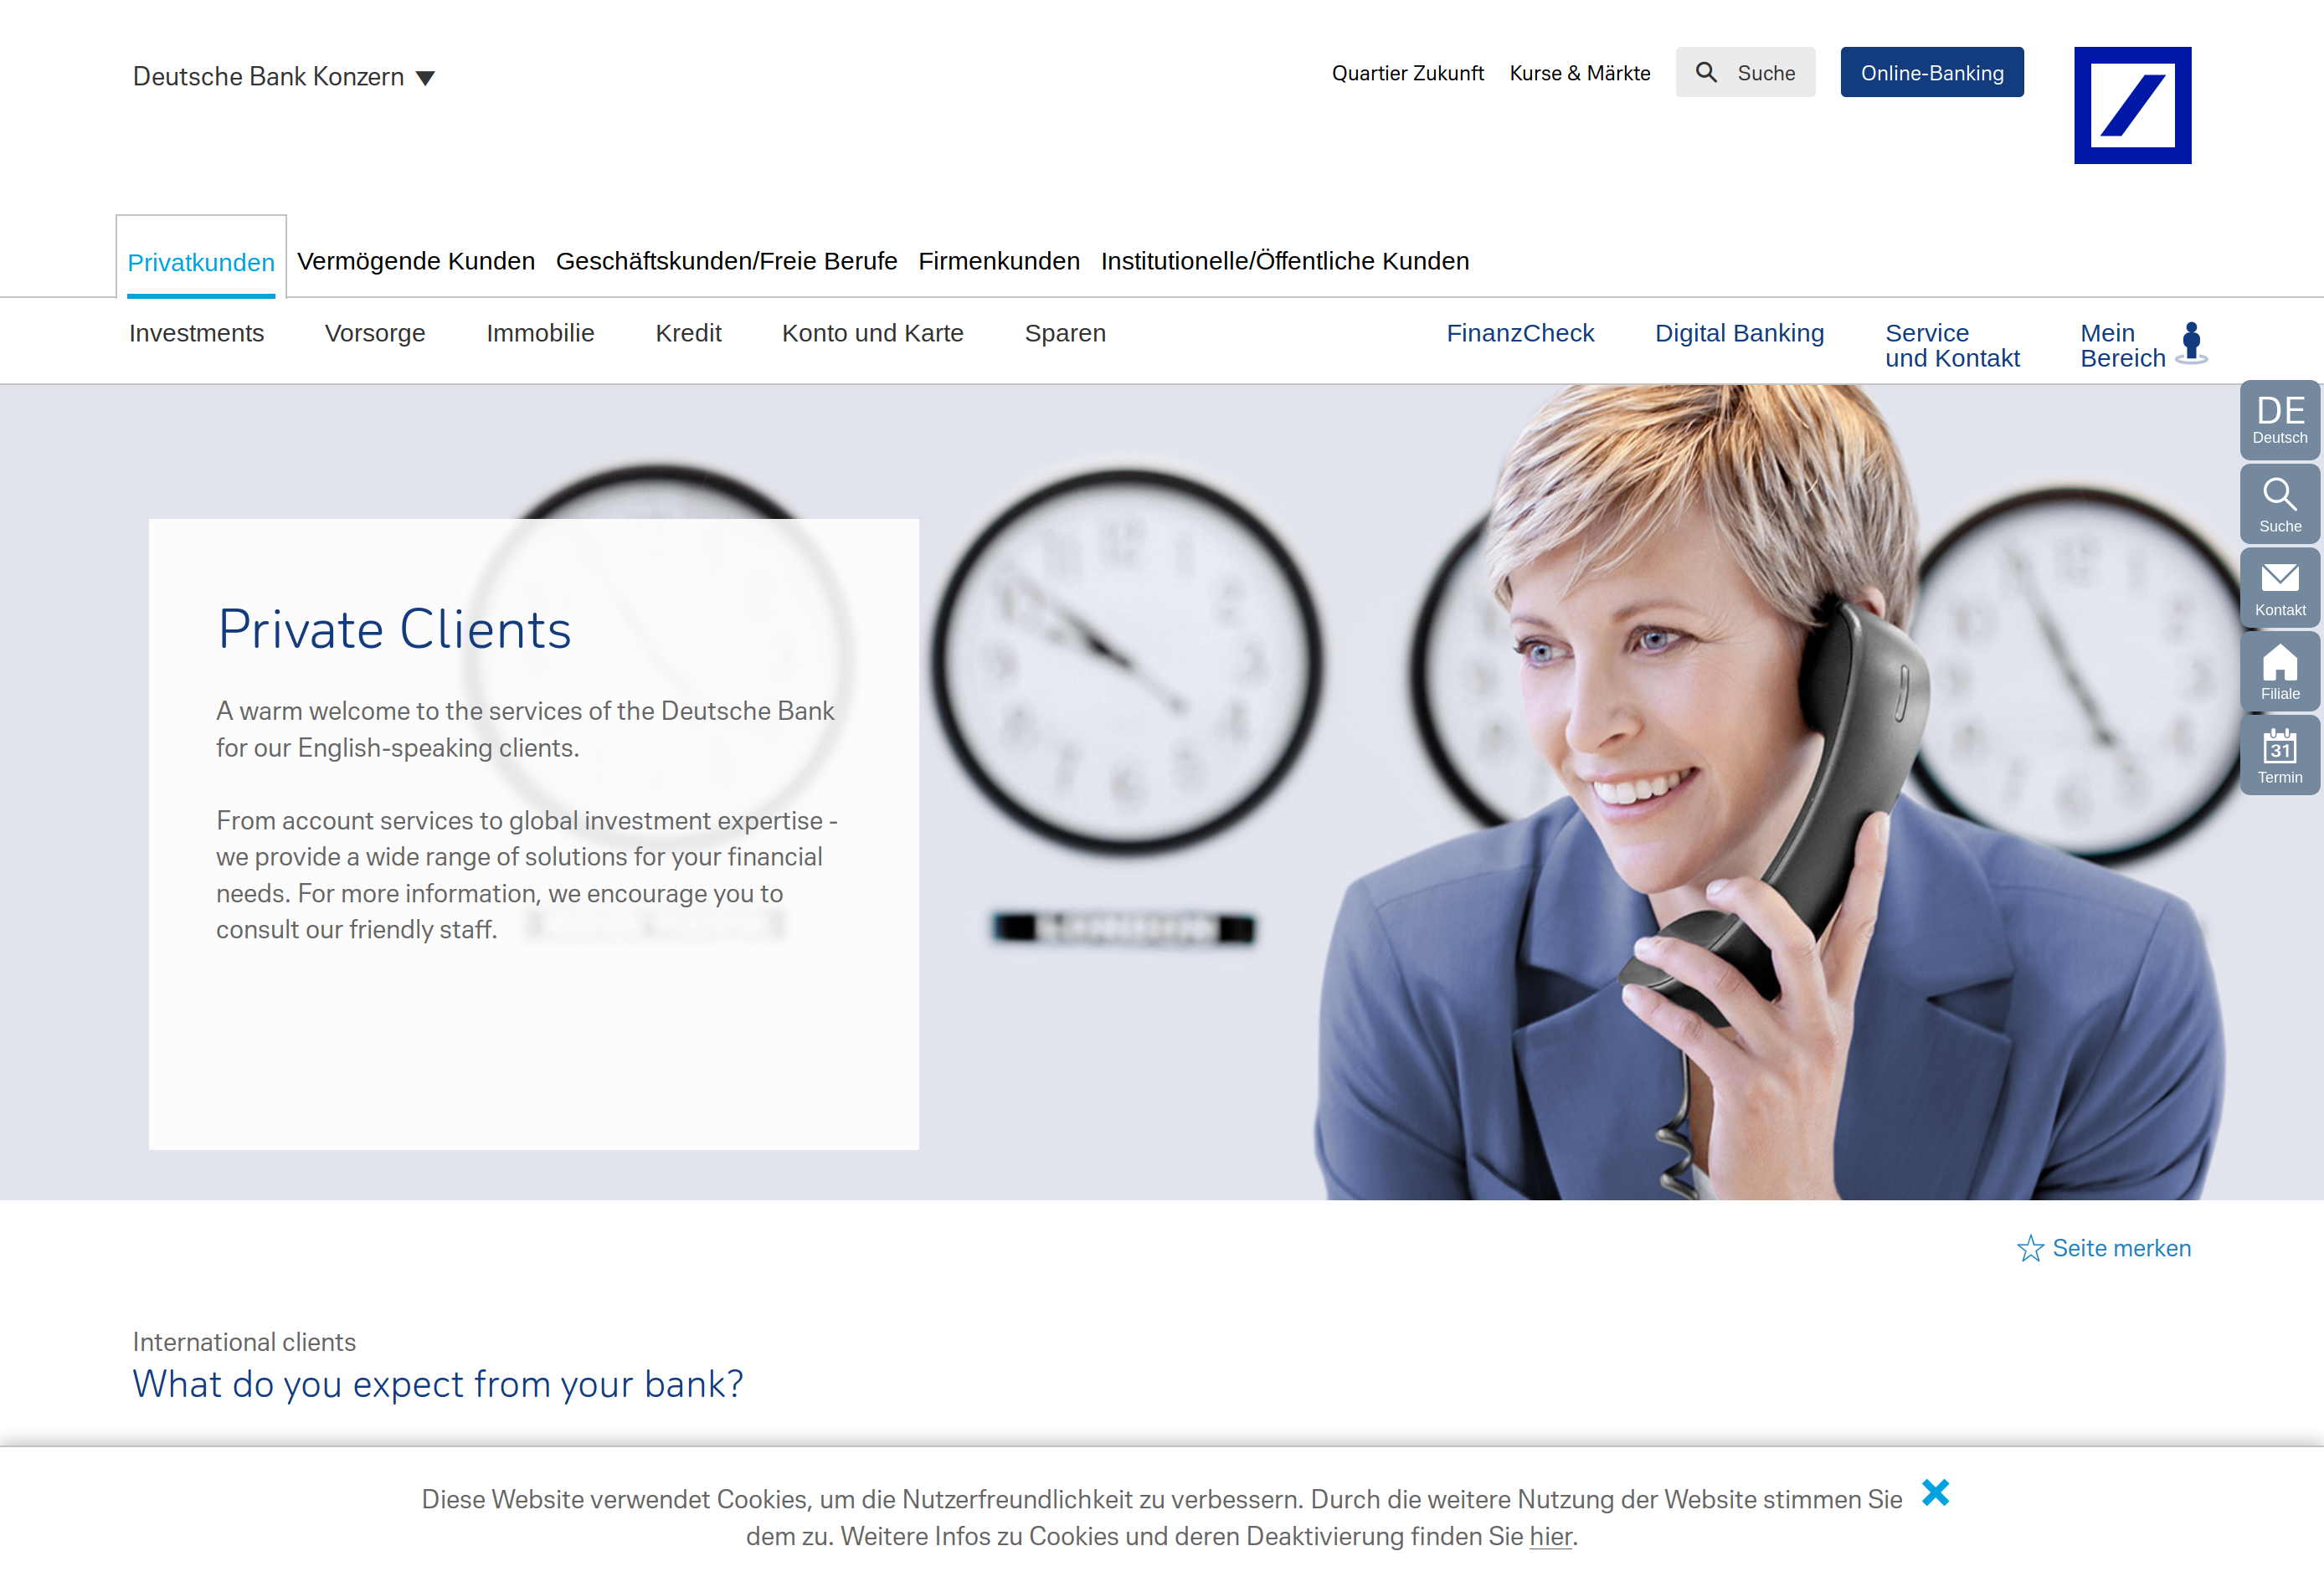 Deutsche Bank Konzern
Quartier Zukunft
Kurse & Märkte
Suche
Online-Banking
Privatkunden
Vermögende Kunden
Geschäftskunden/Freie Berufe
Firmenkunden
Institutionelle/Öffentliche Kunden
Investments
Vorsorge
Immobilie
Kredit
Konto und Karte
Sparen
FinanzCheck
Digital Banking
Service
und Kontakt
Mein
Bereich
DE
Deutsch
Suche
Kontakt
Filiale
31
Termin
Private Clients
A warm welcome to the services of the Deutsche Bank
for our English-speaking clients.
From account services to global investment expertise -
we provide a wide range of solutions for your financial
needs. For more information, we encourage you to
consult our friendly staff.
LONDON
Seite merken
International clients
What do you expect from your bank?
Diese Website verwendet Cookies, um die Nutzerfreundlichkeit zu verbessern. Durch die weitere Nutzung der Website stimmen Sie
dem zu. Weitere Infos zu Cookies und deren Deaktivierung finden Sie hier.